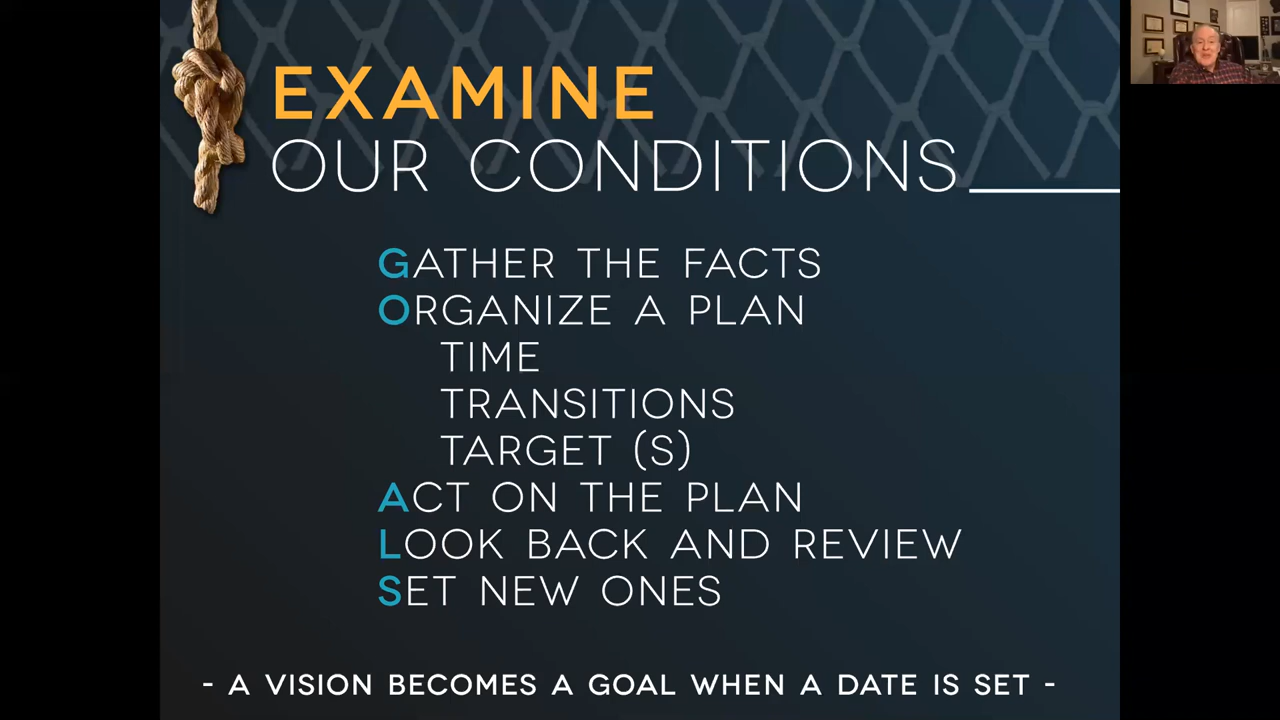 EXAMINE
OUR CONDITIONS
GATHER THE FACTS
ORGANIZE A PLAN
TIME
TRANSITIONS
TARGET (S)
ACT ON THE PLAN
LOOK BACK AND REVIEW
SET NEW ONES
- A VISION BECOMES A GOAL WHEN A DATE IS SET -